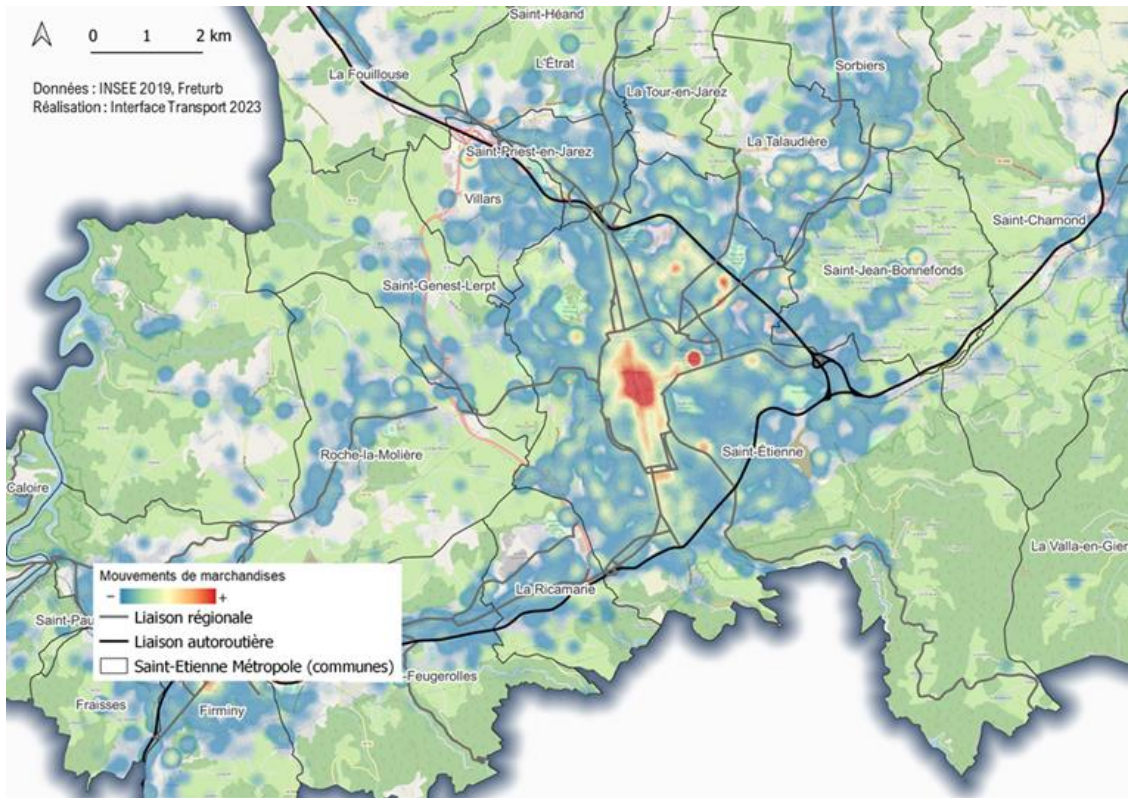 Saint-Héand
0 1 2 km
L'Étrat
Sorbiers
La Fouillouse
Données : INSEE 2019, Freturb
Réalisation : Interface Transport 2023
La Tour-en-Jarez
La Talaudière
Saint-Priest-en-Jarez
Villars
Saint-Chamond
Saint-Jean-Bonnefonds
Saint-Genest-Lerpt
Roche-la-Molière
Saint-Étienne
Caloire
La Valla-en-Gier
Mouvements de marchandises
- +
La Ricamarie
Liaison régionale
Saint-Pau
Liaison autoroutière
Saint-Etienne Métropole (communes)
-Feugerolles
Fraisses
Firminy